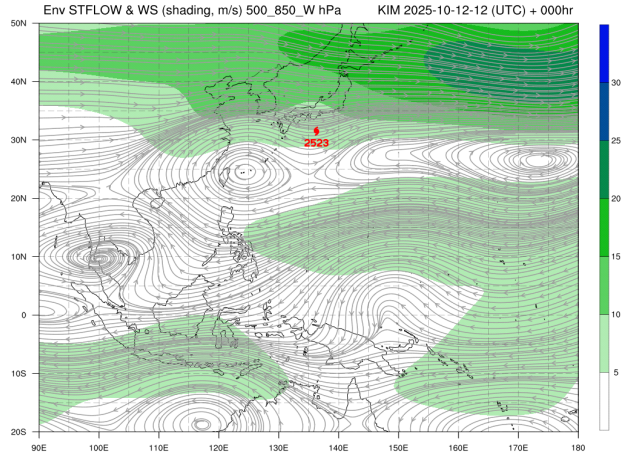 Env STFLOW & WS (shading, m/s) 500_850_W hPa KIM 2025-10-12-12 (UTC) + 000hr
50N
40N
30N
20N
10N
0
10S
20S
90E 100E 110E 120E 130E 140E 150E 160E 170E 180
2523
30
25
20
15
10
5